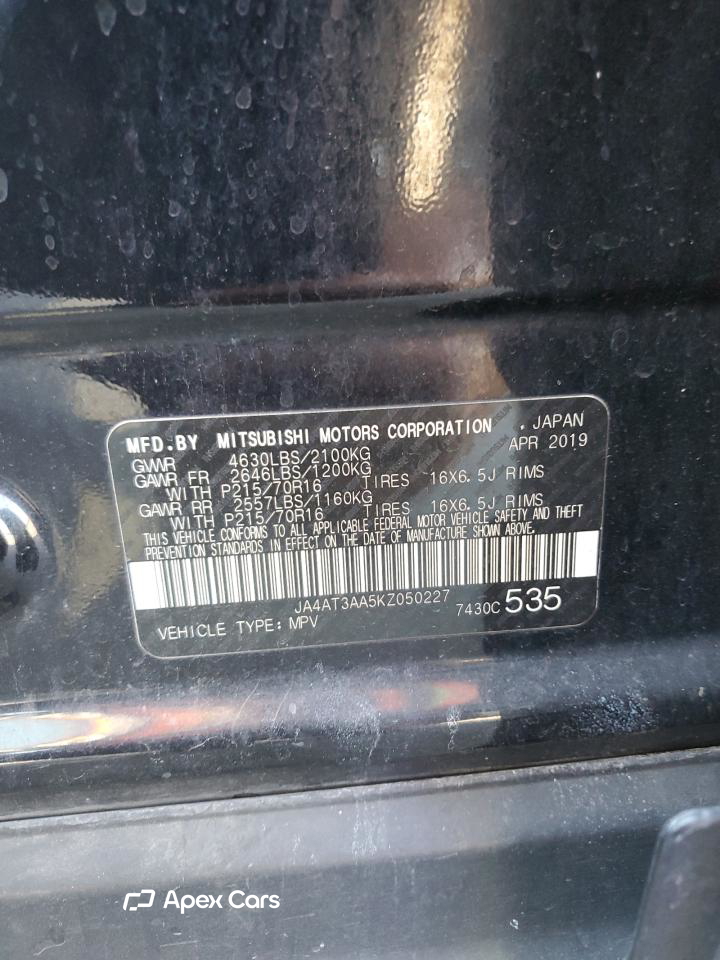 MFD.BY MITSUBISHI MOTORS CORPORATION , JAPAN
GVWR 4630LBS/2100KG APR 2019
GAWR FR 2646LBS/1200KG
WITH P215/70R16 TIRES 16X6.5J RIMS
GAWR RR 2557LBS/1160KG
WITH P215/70R16 TIRES 16X6.5J RIMS
THIS VEHICLE CONFORMS TO ALL APPLICABLE FEDERAL MOTOR VEHICLE SAFETY AND THEFT
PREVENTION STANDARDS IN EFFECT ON THE DATE OF MANUFACTURE SHOWN ABOVE.
JA4AT3AA5KZ050227
VEHICLE TYPE: MPV 7430C 535
Apex Cars